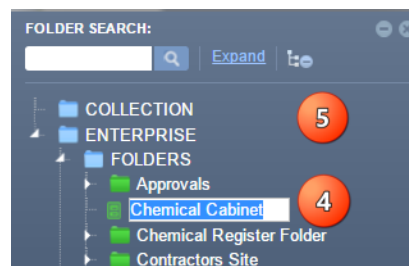 FOLDER SEARCH:
Expand
COLLECTION
5
ENTERPRISE
FOLDERS
Approvals
Chemical Cabinet
4
Chemical Register Folder
Contractors Site